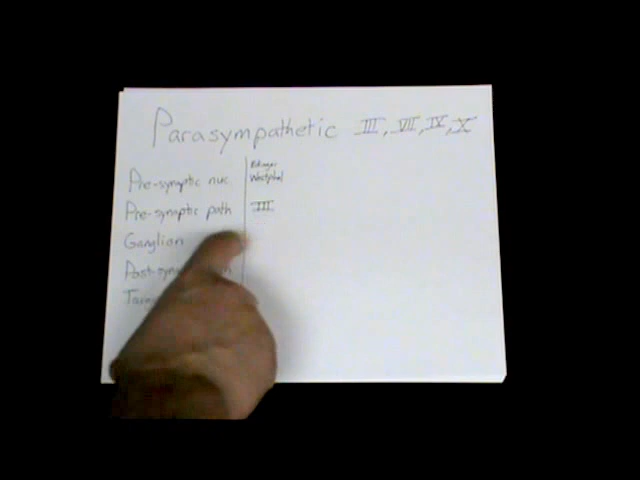 Parasympathetic III, VII, IX, X
Edinger
Westphal
Pre-synaptic nuc.
Pre-synaptic path III
Ganglion